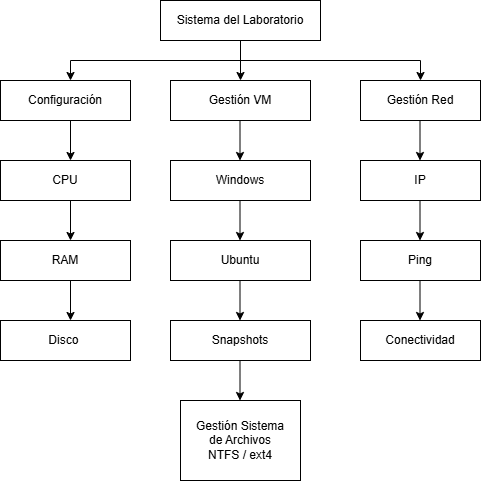 Sistema del Laboratorio
Configuración
Gestión VM
Gestión Red
CPU
Windows
IP
RAM
Ubuntu
Ping
Disco
Snapshots
Conectividad
Gestión Sistema
de Archivos
NTFS / ext4